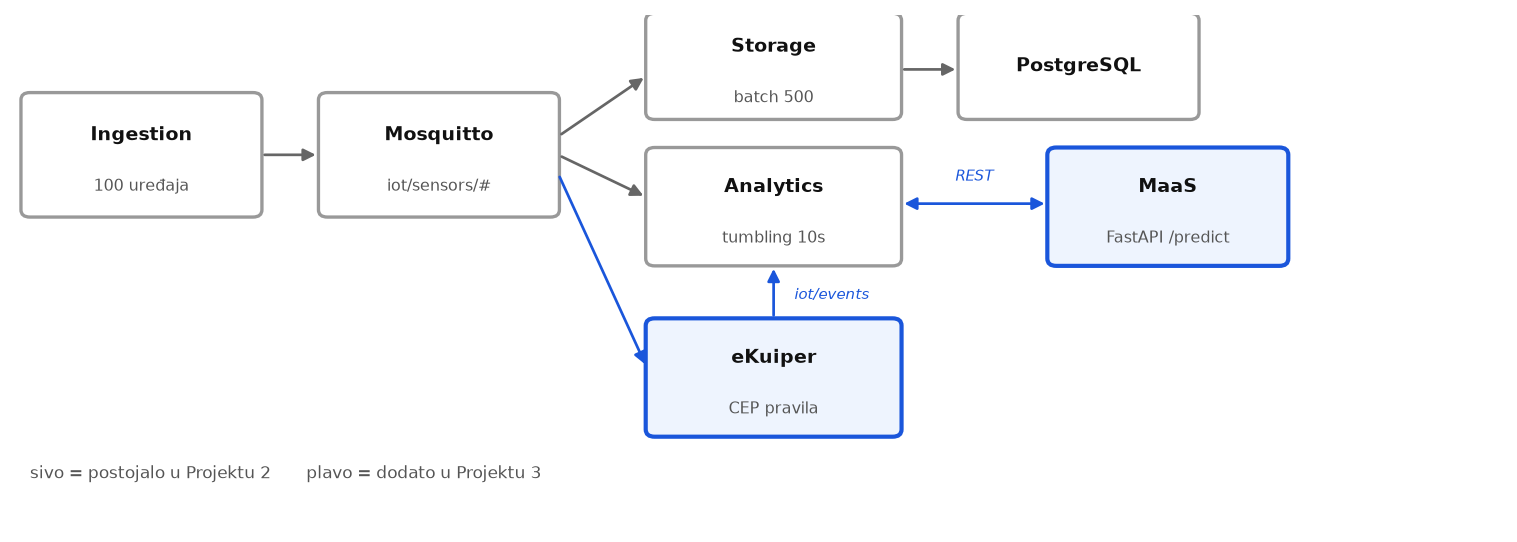 Storage
batch 500
PostgreSQL
Ingestion
100 uređaja
Mosquitto
iot/sensors/#
Analytics
tumbling 10s
REST
MaaS
FastAPI /predict
iot/events
eKuiper
CEP pravila
sivo = postojalo u Projektu 2
plavo = dodato u Projektu 3